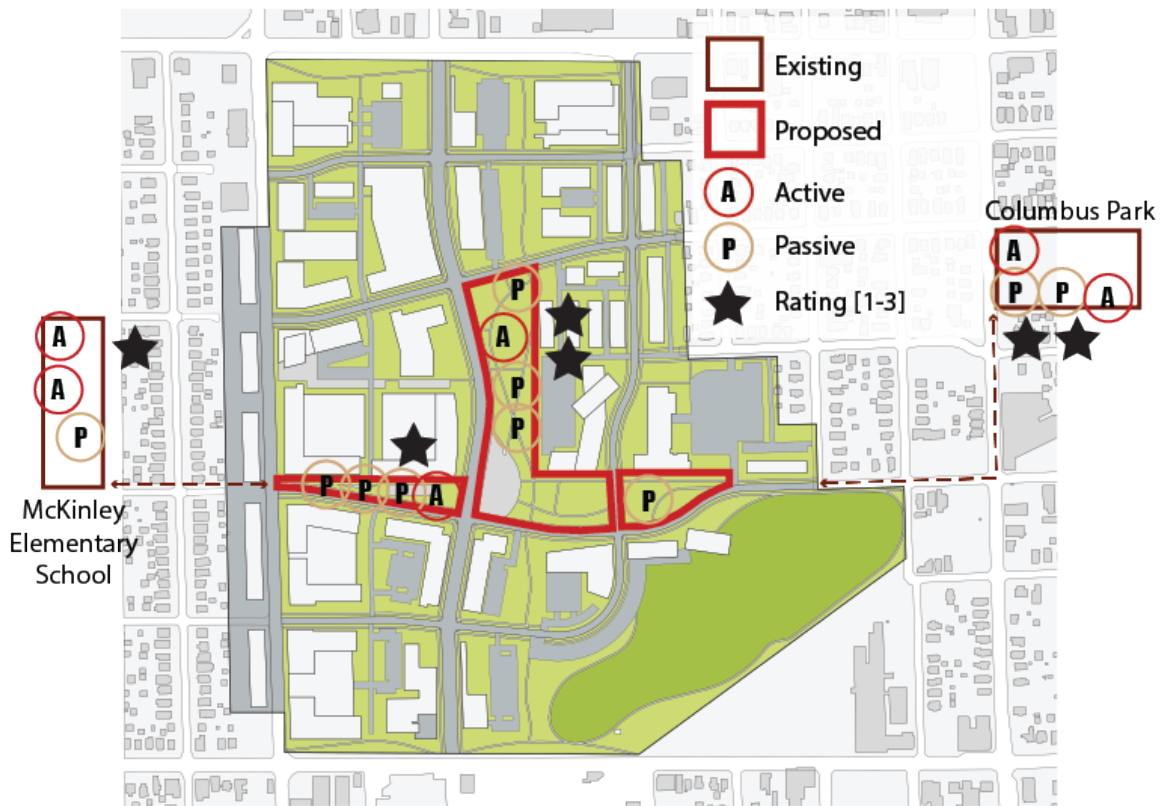 Existing
Proposed
A Active
P Passive
Rating [1-3]
Columbus Park
A
P P A
P
A
P
P
A
A
P
P P P A
P
McKinley
Elementary
School